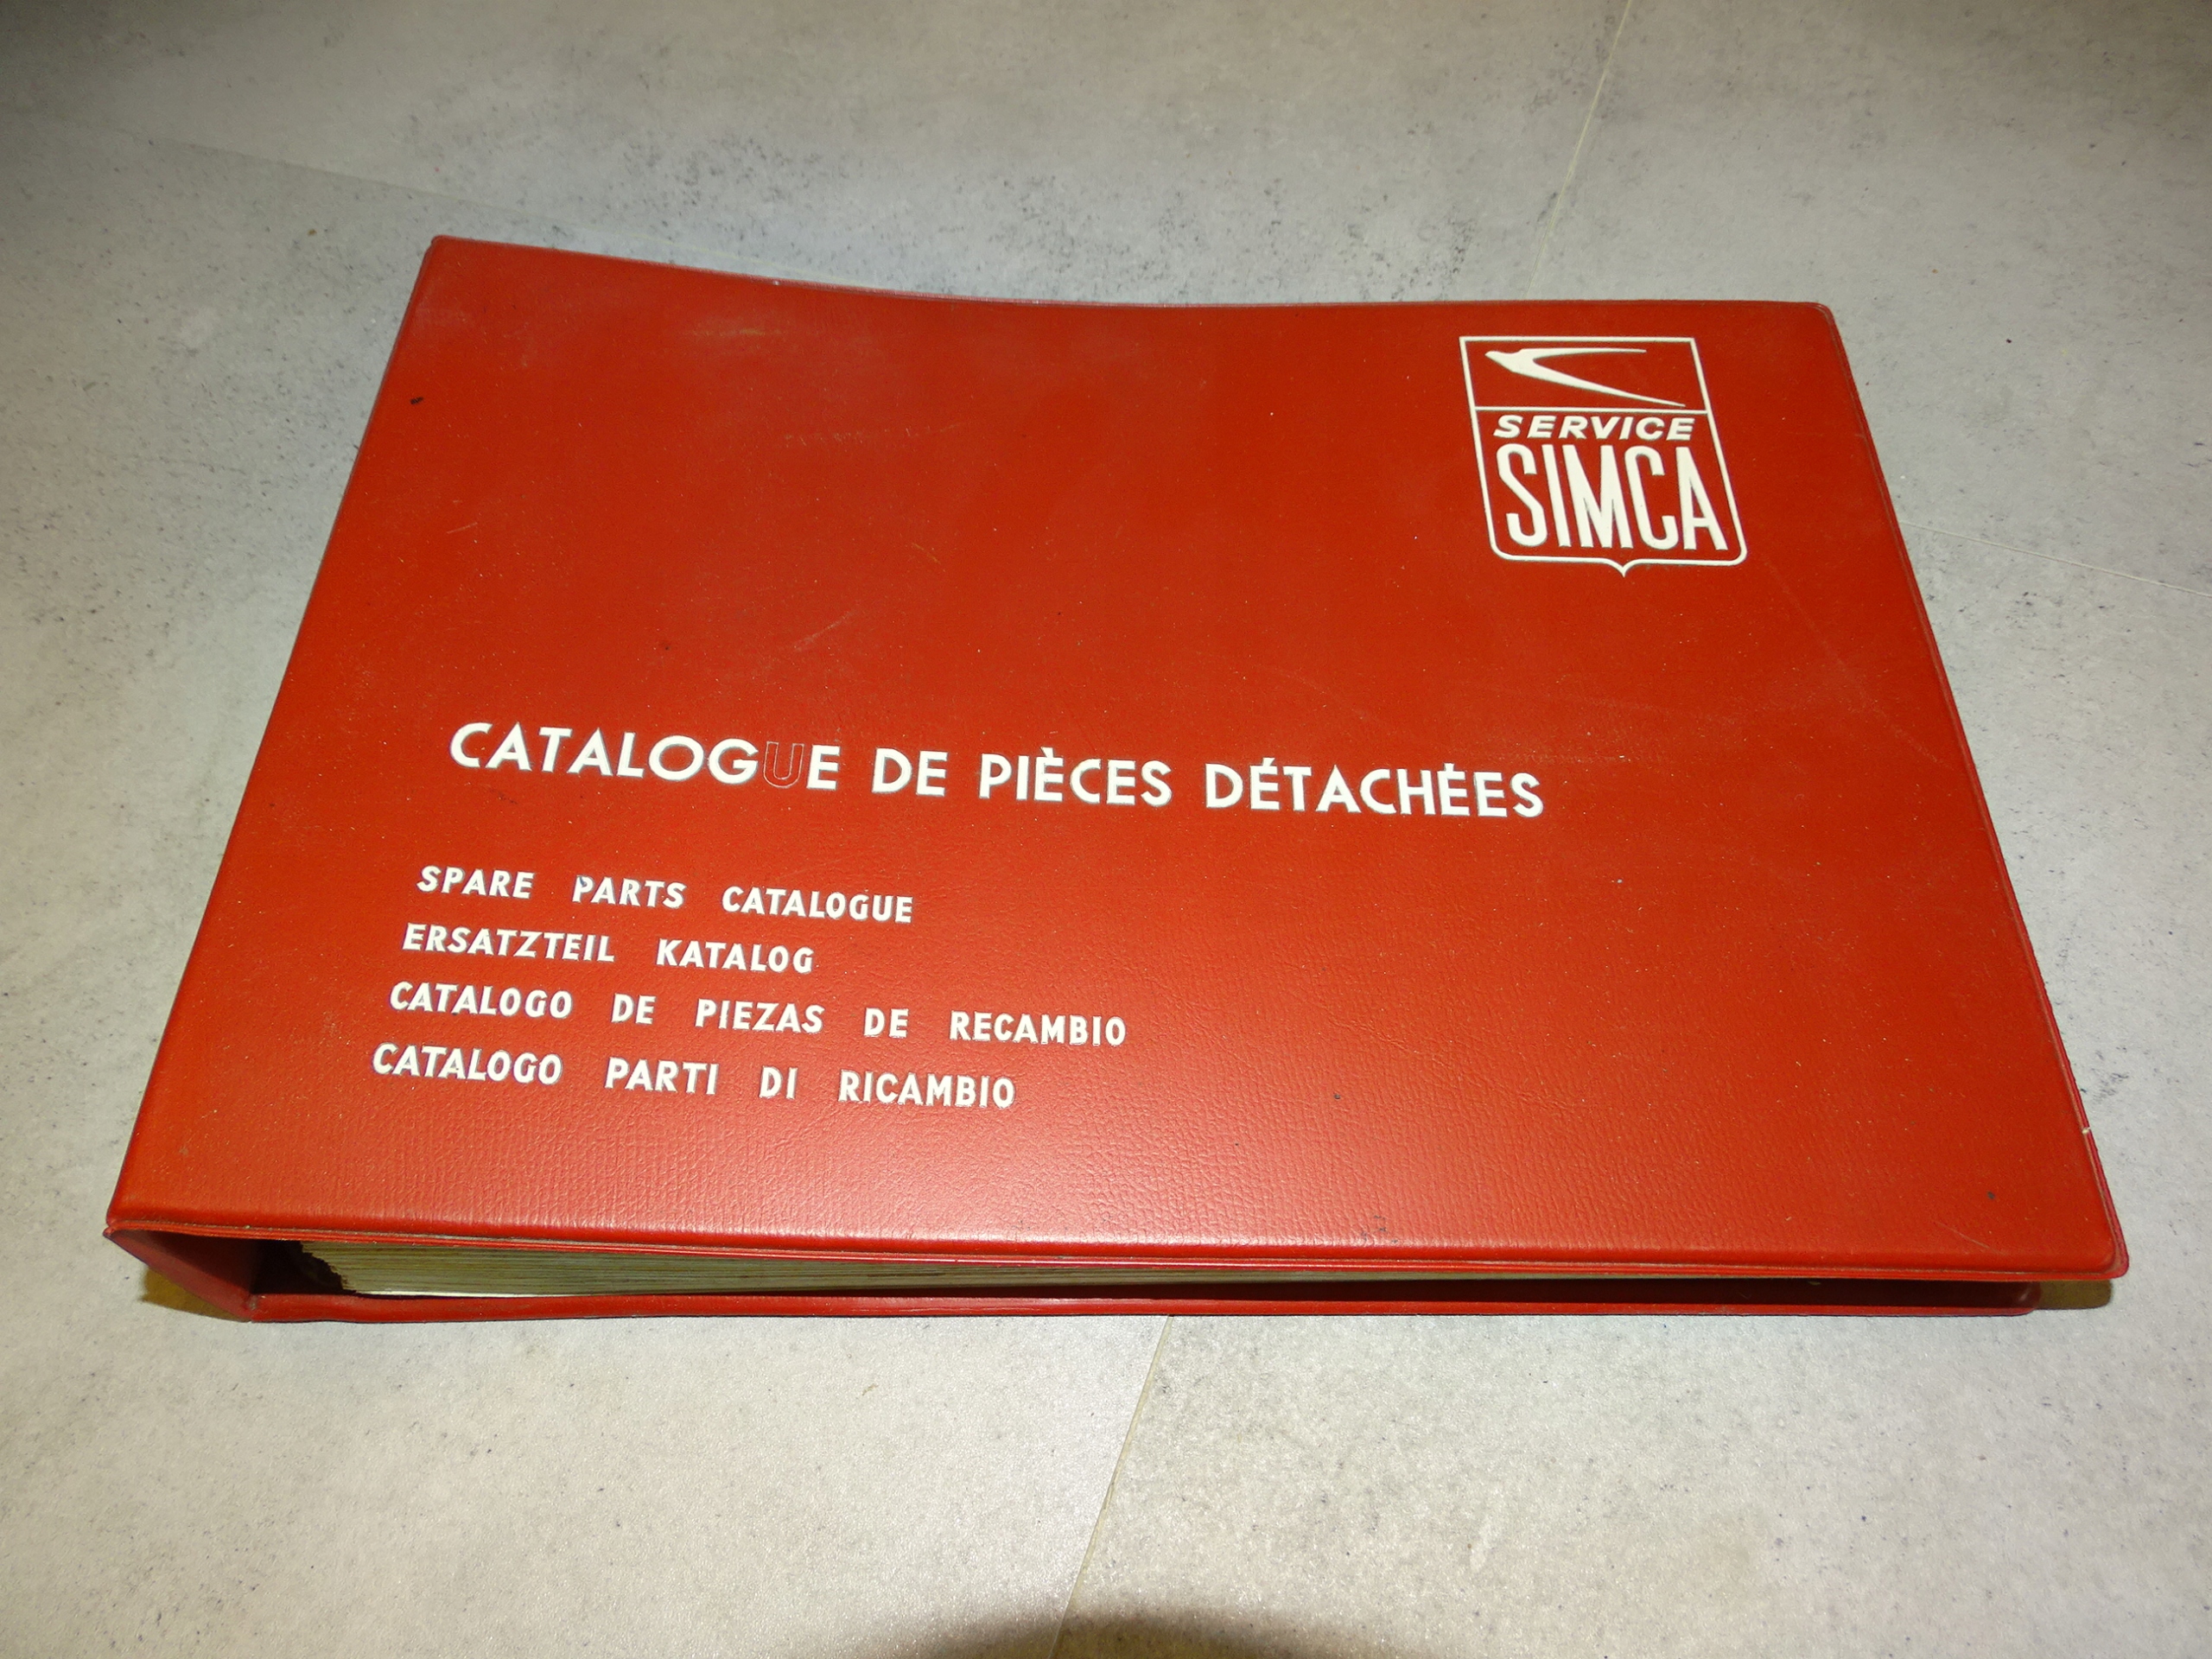 SERVICE
SIMCA
CATALOGUE DE PIÈCES DÉTACHÉES
SPARE PARTS CATALOGUE
ERSATZTEIL KATALOG
CATALOGO DE PIEZAS DE RECAMBIO
CATALOGO PARTI DI RICAMBIO